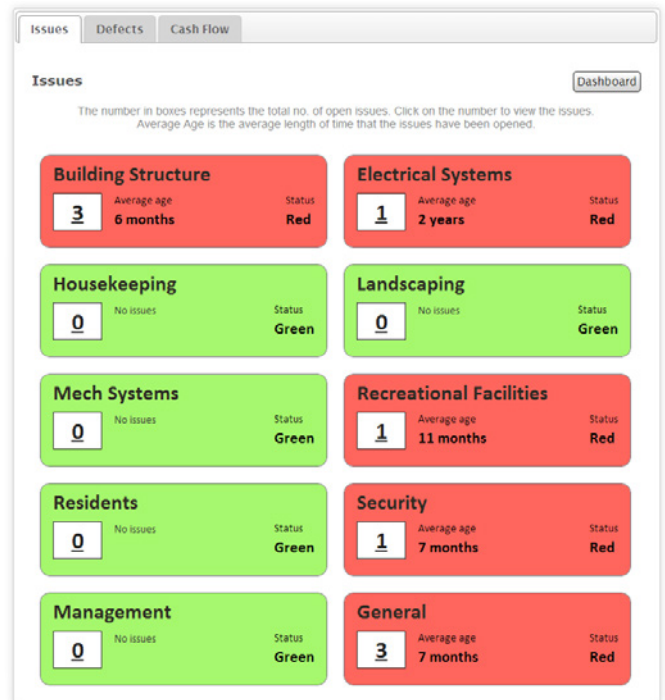 Issues
Defects
Cash Flow
Issues
Dashboard
The number in boxes represents the total no. of open issues. Click on the number to view the issues.
Average Age is the average length of time that the issues have been opened.
Building Structure
3
Average age
6 months
Status
Red
Electrical Systems
1
Average age
2 years
Status
Red
Housekeeping
0
No issues
Status
Green
Landscaping
0
No issues
Status
Green
Mech Systems
0
No issues
Status
Green
Recreational Facilities
1
Average age
11 months
Status
Red
Residents
0
No issues
Status
Green
Security
1
Average age
7 months
Status
Red
Management
0
No issues
Status
Green
General
3
Average age
7 months
Status
Red